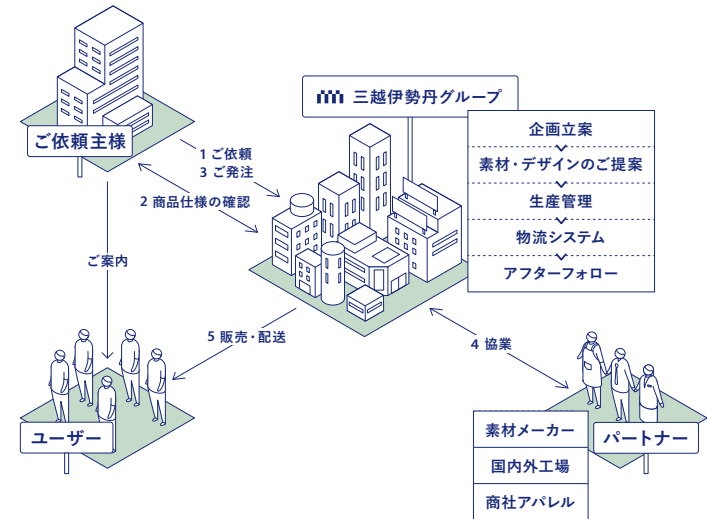 三越伊勢丹グループ
ご依頼主様
1 ご依頼
3 ご発注
2 商品仕様の確認
企画立案
素材・デザインのご提案
生産管理
物流システム
アフターフォロー
ご案内
5 販売・配送
4 協業
ユーザー
素材メーカー
国内外工場
商社アパレル
パートナー